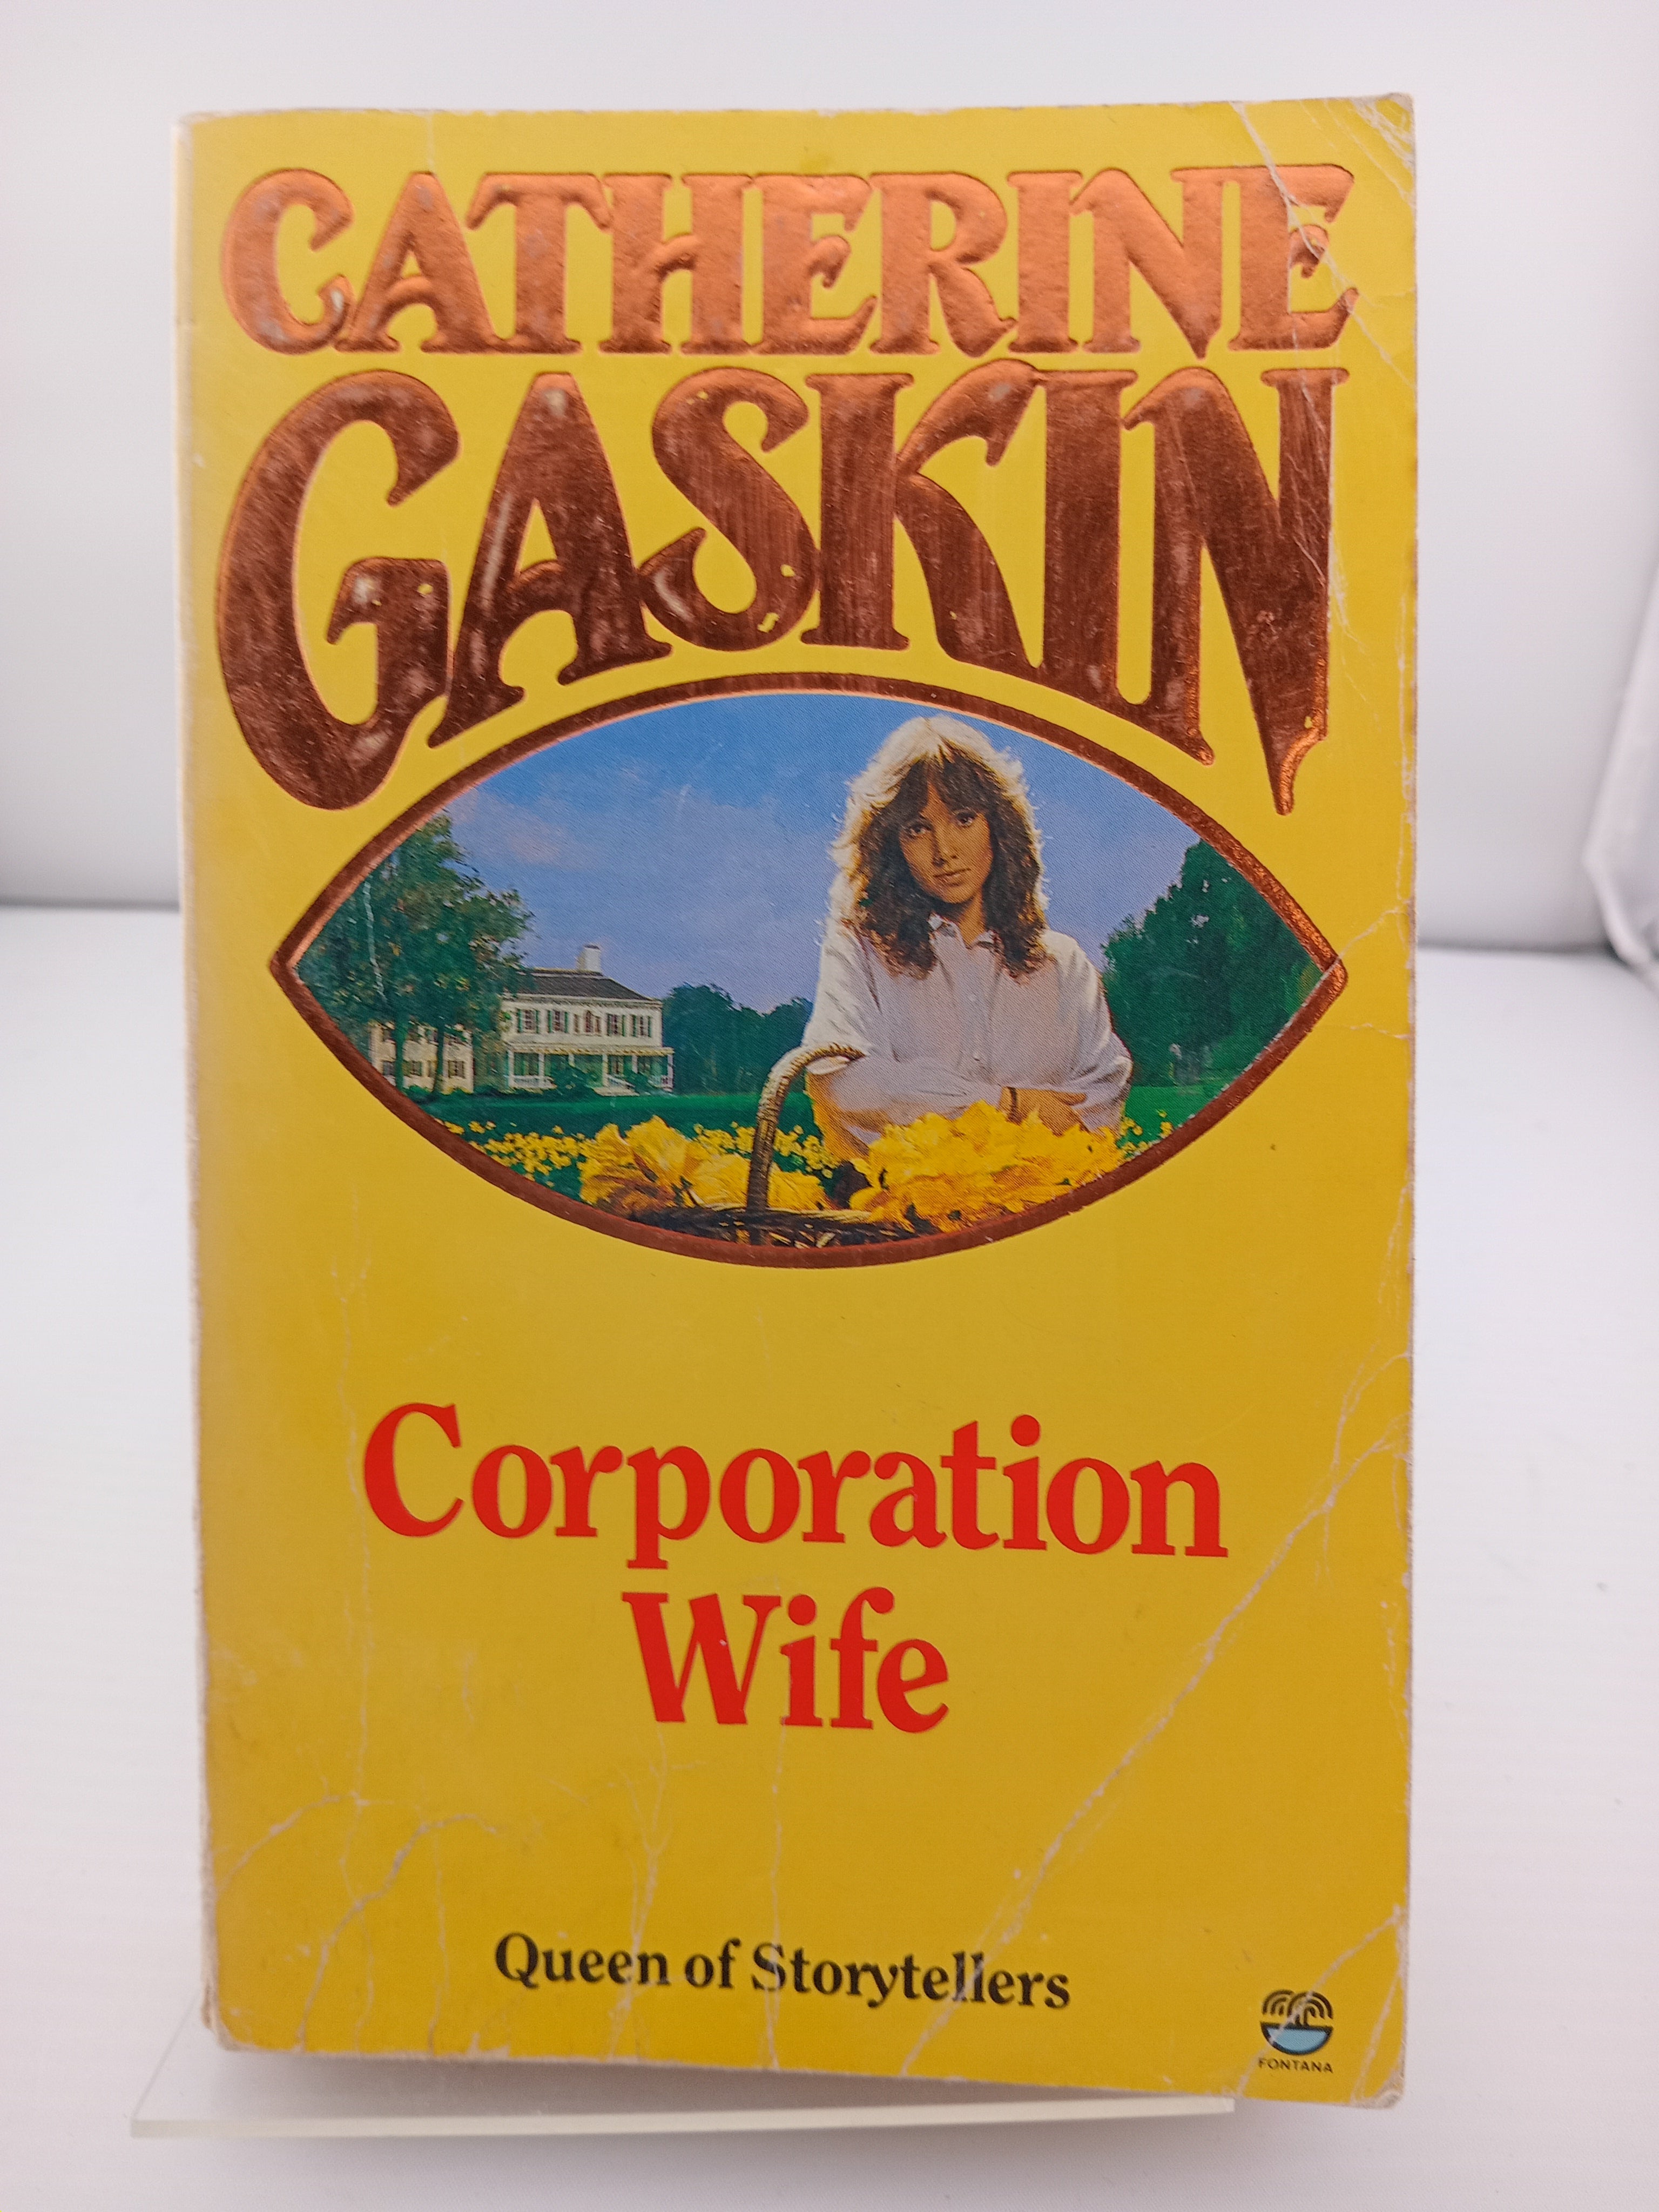 CATHERINE
GASKIN
Corporation
Wife
Queen of Storytellers
FONTANA